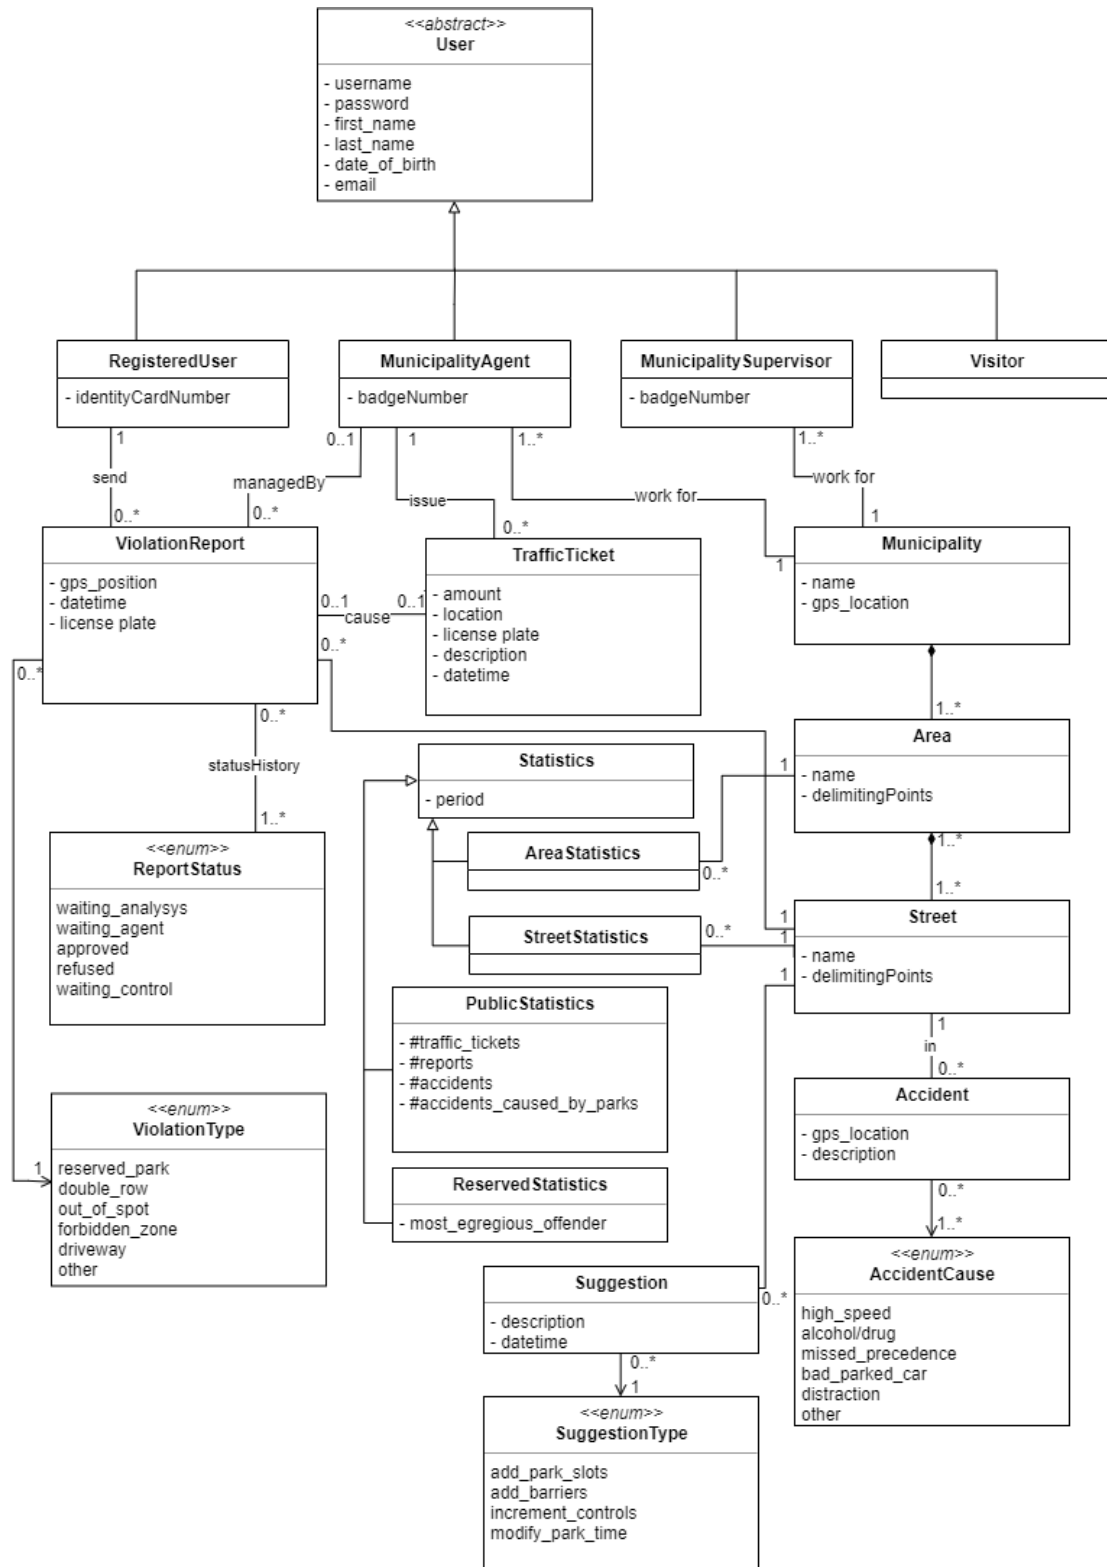 <<abstract>>
User
- username
- password
- first_name
- last_name
- date_of_birth
- email
RegisteredUser
- identityCardNumber
MunicipalityAgent
- badgeNumber
MunicipalitySupervisor
- badgeNumber
Visitor
1
send
0..*
0..1
managedBy
0..*
1
issue
0..*
1..*
work for
1
1..*
work for
1
ViolationReport
- gps_position
- datetime
- license plate
0..1
cause
0..1
TrafficTicket
- amount
- location
- license plate
- description
- datetime
Municipality
- name
- gps_location
0..*
0..*
0..*
statusHistory
1..*
1..*
Area
- name
- delimitingPoints
Statistics
- period
1
AreaStatistics
0..*
1..*
1..*
<<enum>>
ReportStatus
waiting_analysys
waiting_agent
approved
refused
waiting_control
StreetStatistics
0..*
1
1
1
Street
- name
- delimitingPoints
PublicStatistics
- #traffic_tickets
- #reports
- #accidents
- #accidents_caused_by_parks
1
in
0..*
Accident
- gps_location
- description
1
<<enum>>
ViolationType
reserved_park
double_row
out_of_spot
forbidden_zone
driveway
other
ReservedStatistics
- most_egregious_offender
0..*
1..*
<<enum>>
AccidentCause
high_speed
alcohol/drug
missed_precedence
bad_parked_car
distraction
other
Suggestion
- description
- datetime
0..*
0..*
1
<<enum>>
SuggestionType
add_park_slots
add_barriers
increment_controls
modify_park_time